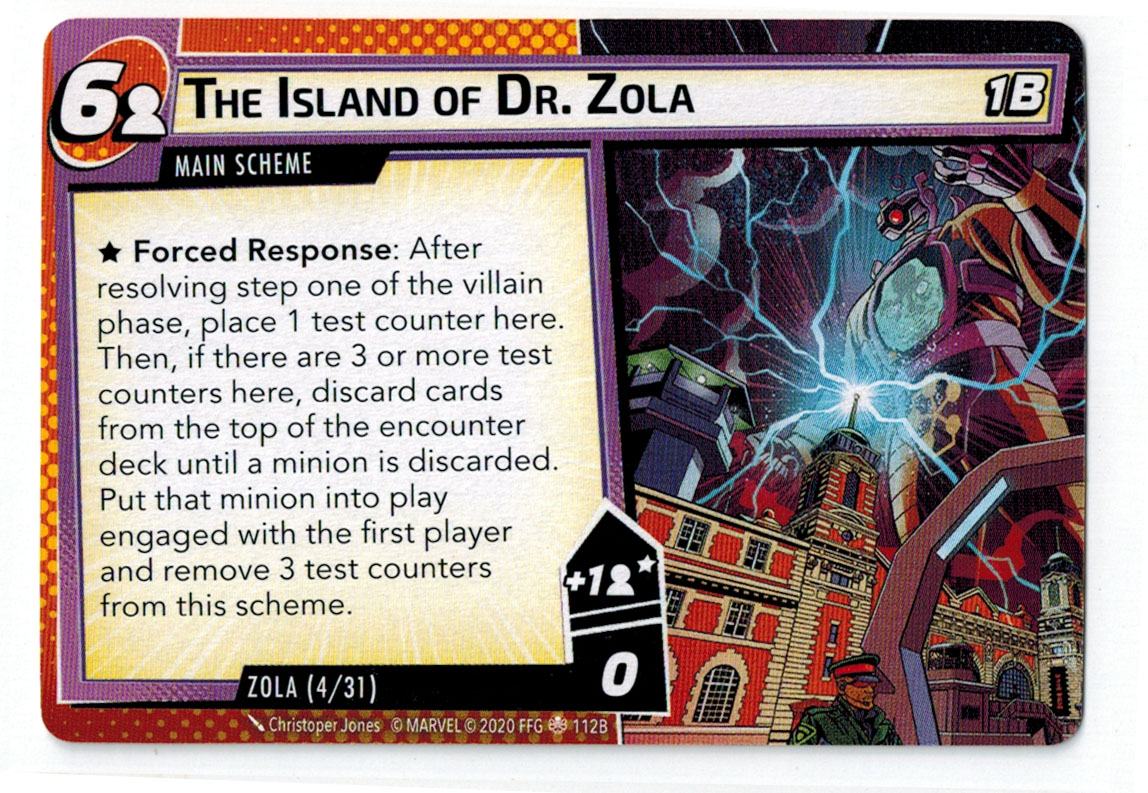 6
THE ISLAND OF DR. ZOLA
1B
MAIN SCHEME
★ Forced Response: After
resolving step one of the villain
phase, place 1 test counter here.
Then, if there are 3 or more test
counters here, discard cards
from the top of the encounter
deck until a minion is discarded.
Put that minion into play
engaged with the first player
and remove 3 test counters
from this scheme.
+1 ★
0
ZOLA (4/31)
Christoper Jones © MARVEL © 2020 FFG 112B